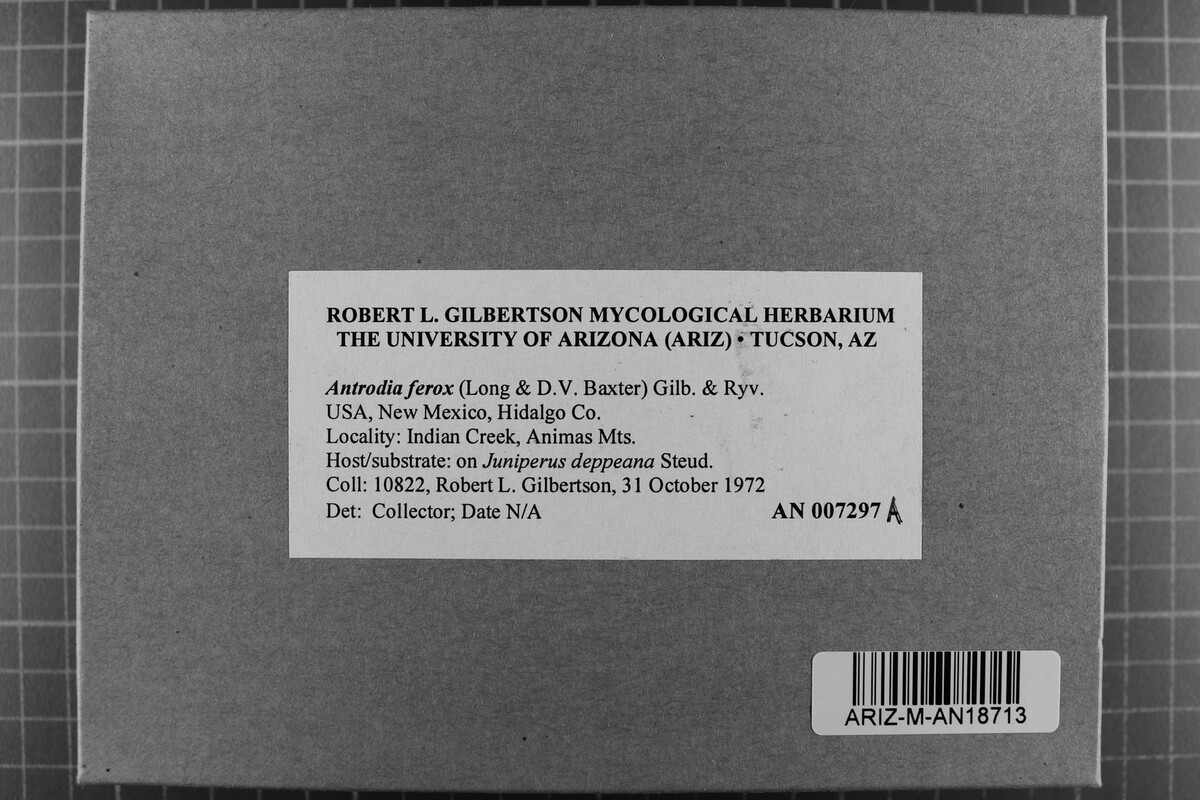 ROBERT L. GILBERTSON MYCOLOGICAL HERBARIUM
THE UNIVERSITY OF ARIZONA (ARIZ) • TUCSON, AZ
Antrodia ferox (Long & D.V. Baxter) Gilb. & Ryv.
USA, New Mexico, Hidalgo Co.
Locality: Indian Creek, Animas Mts.
Host/substrate: on Juniperus deppeana Steud.
Coll: 10822, Robert L. Gilbertson, 31 October 1972
Det: Collector; Date N/A AN 007297 A
ARIZ-M-AN18713